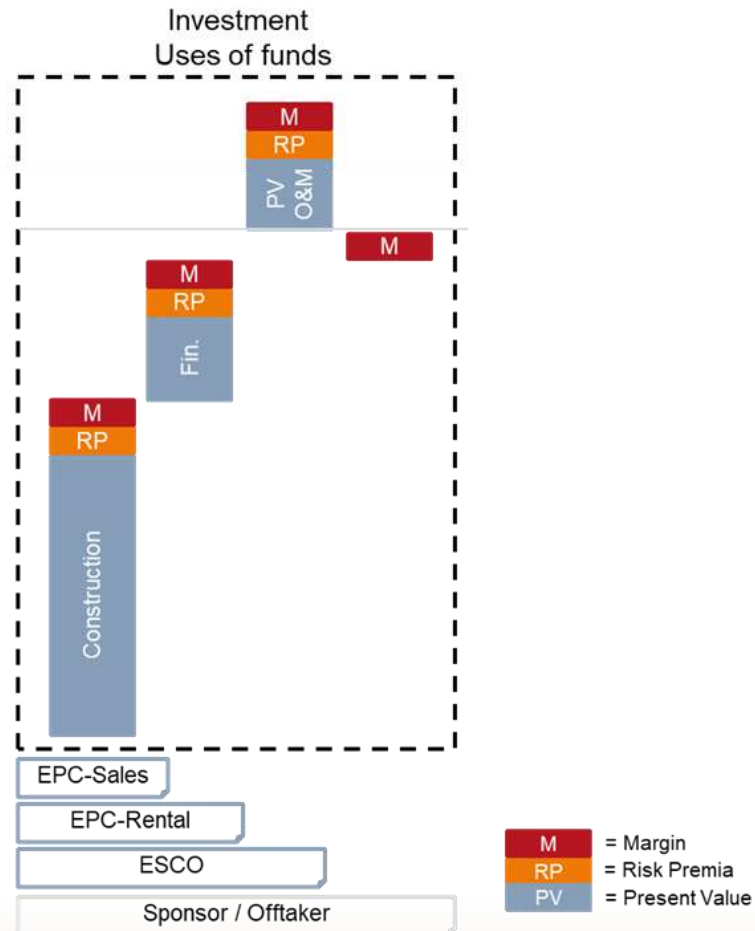 Investment
Uses of funds
M
RP
PV
O&M
M
M
RP
Fin.
M
RP
Construction
EPC-Sales
EPC-Rental
ESCO
Sponsor / Offtaker
M = Margin
RP = Risk Premia
PV = Present Value